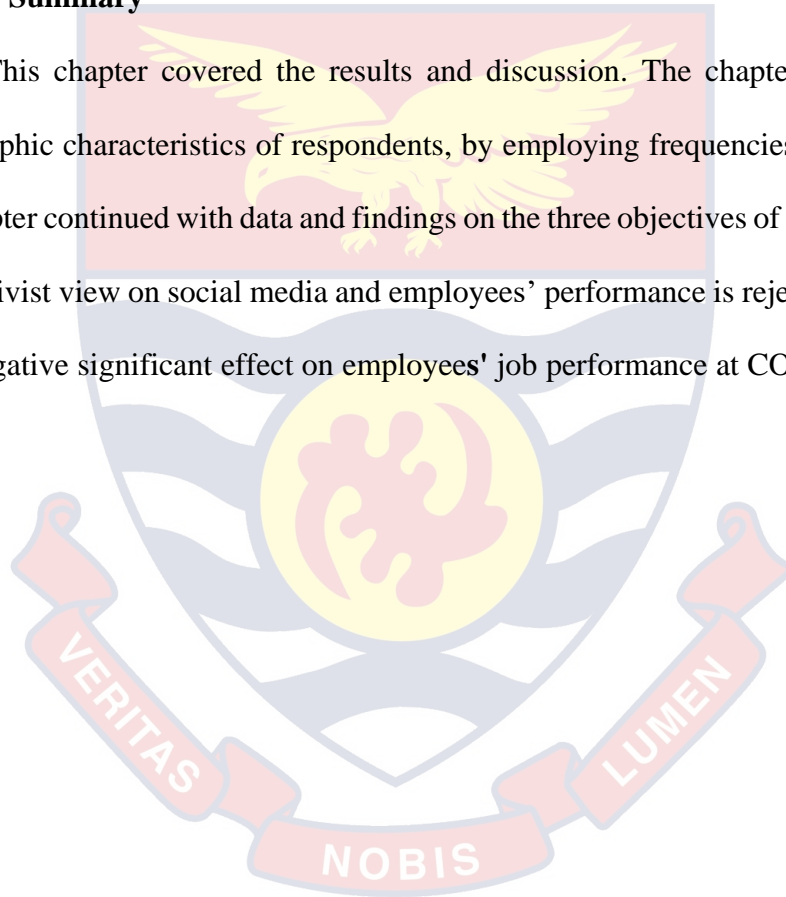 Summary
This chapter covered the results and discussion. The chapte
phic characteristics of respondents, by employing frequencies
pter continued with data and findings on the three objectives of
ivist view on social media and employees’ performance is reje
gative significant effect on employees' job performance at CO
VERITAS
NOBIS
LUMEN